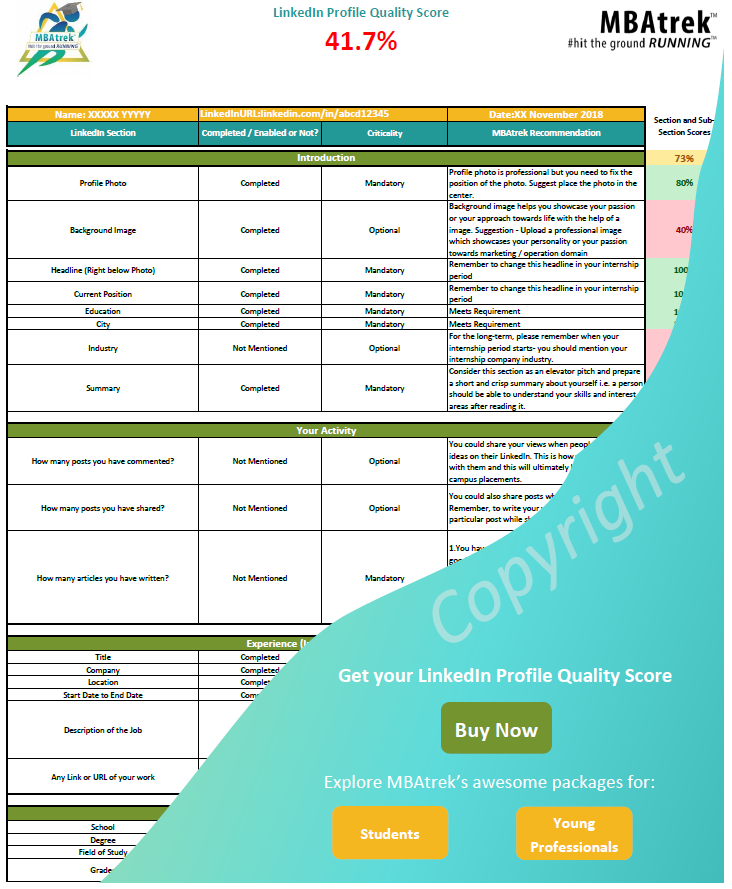 LinkedIn Profile Quality Score
41.7%
MBAtrek
#hit the ground RUNNING
MBAtrek™
#hit the ground RUNNING™
Name: XXXXX YYYYY LinkedInURL:linkedin.com/in/abcd12345 Date:XX November 2018
LinkedIn Section Completed / Enabled or Not? Criticality MBAtrek Recommendation
Section and Sub-
Section Scores
Introduction 73%
Profile Photo Completed Mandatory 80%
Profile photo is professional but you need to fix the
position of the photo. Suggest place the photo in the
center.
Background Image Completed Optional 40%
Background image helps you showcase your passion
or your approach towards life with the help of a
image. Suggestion - Upload a professional image
which showcases your personality or your passion
towards marketing / operation domain
Headline (Right below Photo) Completed Mandatory 100
Remember to change this headline in your internship
period
Current Position Completed Mandatory 10
Remember to change this headline in your internship
period
Education Completed Mandatory Meets Requirement
City Completed Mandatory Meets Requirement
Industry Not Mentioned Optional
For the long-term, please remember when your
internship period starts- you should mention your
internship company industry.
Summary Completed Mandatory
Consider this section as an elevator pitch and prepare
a short and crisp summary about yourself i.e. a person
should be able to understand your skills and interest
areas after reading it.
Your Activity
How many posts you have commented? Not Mentioned Optional
You could share your views when peopl
ideas on their LinkedIn. This is how
with them and this will ultimately
campus placements.
How many posts you have shared? Not Mentioned Optional
You could also share posts wh
Remember, to write your
particular post while s
How many articles you have written? Not Mentioned Mandatory
1.You hav
Experience
Title Completed
Company Completed
Location Complet
Start Date to End Date Com
Description of the Job
Any Link or URL of your work
School
Degree
Field of Study
Grade
Copyright
Get your LinkedIn Profile Quality Score
Buy Now
Explore MBAtrek's awesome packages for:
Students
Young
Professionals